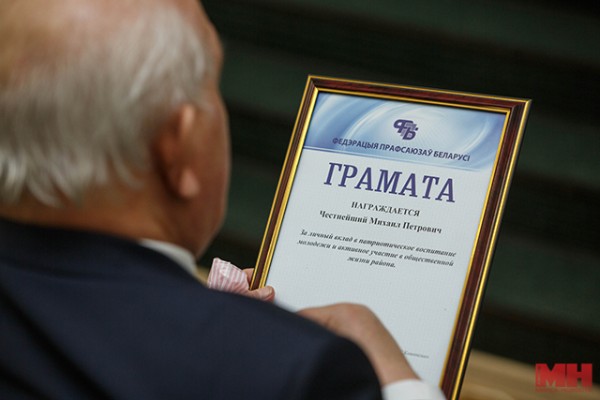 ФПБ
ФЕДЭРАЦЫЯ ПРАФСАЮЗАЎ БЕЛАРУСІ
ГРАМАТА
НАГРАЖДАЕТСЯ
Честнейший Михаил Петрович
За личный вклад в патриотическое воспитание
молодежи и активное участие в общественной
жизни района.
МН